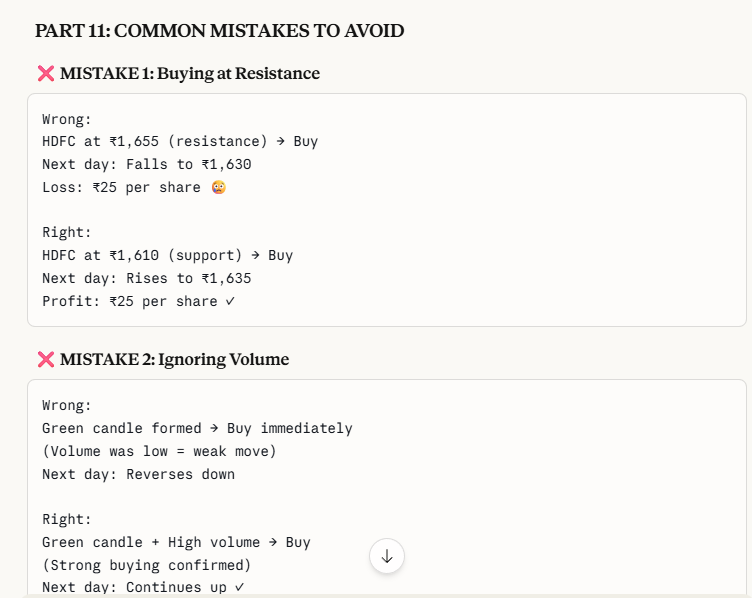 PART 11: COMMON MISTAKES TO AVOID
❌ MISTAKE 1: Buying at Resistance
Wrong:
HDFC at ₹1,655 (resistance) → Buy
Next day: Falls to ₹1,630
Loss: ₹25 per share 😰
Right:
HDFC at ₹1,610 (support) → Buy
Next day: Rises to ₹1,635
Profit: ₹25 per share ✓
❌ MISTAKE 2: Ignoring Volume
Wrong:
Green candle formed → Buy immediately
(Volume was low = weak move)
Next day: Reverses down
Right:
Green candle + High volume → Buy
(Strong buying confirmed)
Next day: Continues up ✓